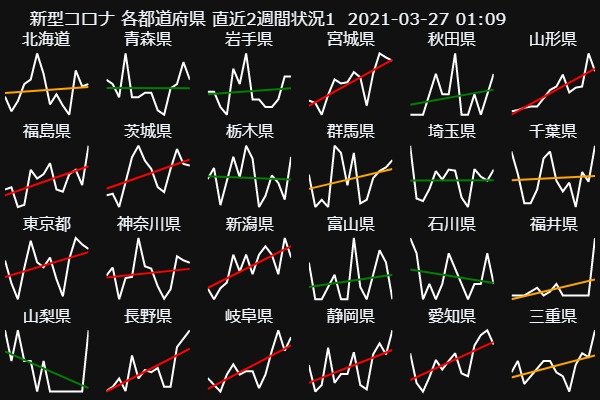 新型コロナ 各都道府県 直近2週間状況1 2021-03-27 01:09
北海道 青森県 岩手県 宮城県 秋田県 山形県
福島県 茨城県 栃木県 群馬県 埼玉県 千葉県
東京都 神奈川県 新潟県 富山県 石川県 福井県
山梨県 長野県 岐阜県 静岡県 愛知県 三重県